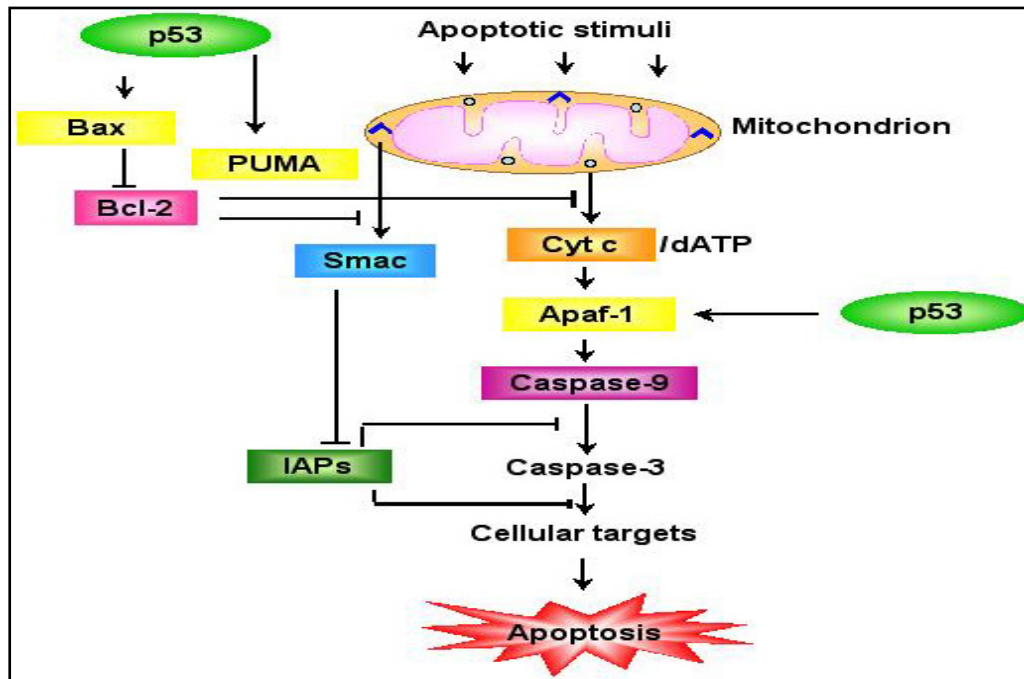 p53
Apoptotic stimuli
Bax
Mitochondrion
PUMA
Bcl-2
Cyt c /dATP
Smac
Apaf-1
p53
Caspase-9
IAPs
Caspase-3
Cellular targets
Apoptosis